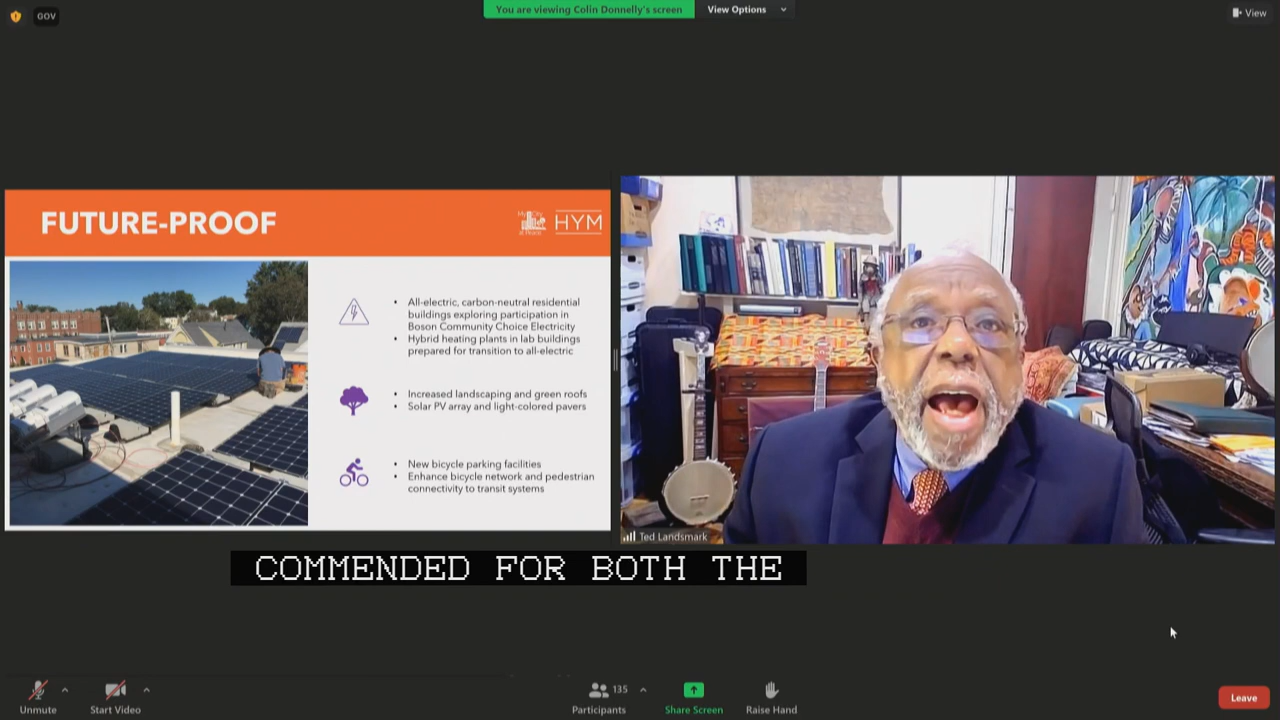 GOV
You are viewing Colin Donnelly's screen
View Options
View
FUTURE-PROOF
My City
at Peace
HYM
• All-electric, carbon-neutral residential
buildings exploring participation in
Boson Community Choice Electricity
• Hybrid heating plants in lab buildings
prepared for transition to all-electric
• Increased landscaping and green roofs
• Solar PV array and light-colored pavers
• New bicycle parking facilities
• Enhance bicycle network and pedestrian
connectivity to transit systems
Ted Landsmark
COMMENDED FOR BOTH THE
Unmute
Start Video
135
Participants
Share Screen
Raise Hand
Leave